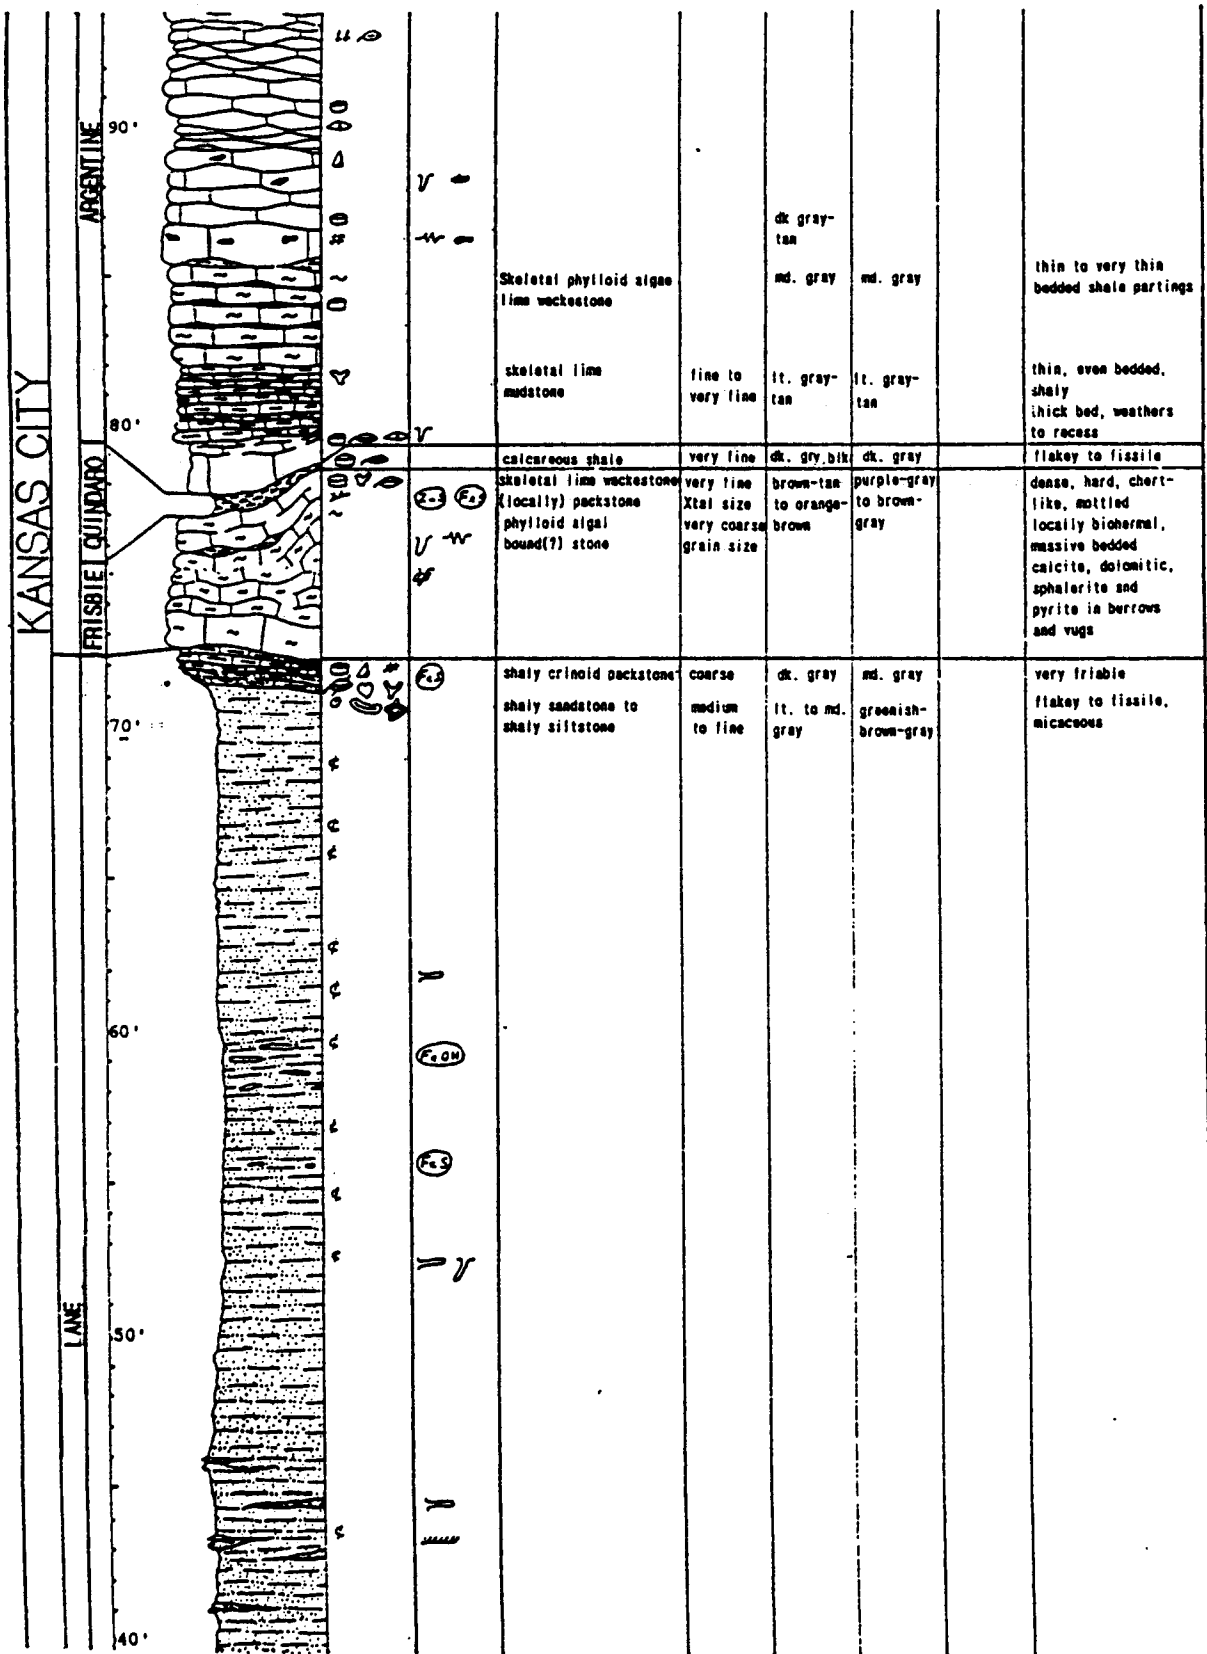 KANSAS CITY
ARGENTINE
QUINDARO
FRISBIE
LANE
90'
80'
70'
60'
50'
40'
dk gray-
tan
Skeletal phylloid algae
lime wackestone
md. gray
md. gray
thin to very thin
bedded shale partings
skeletal lime
mudstone
fine to
very fine
lt. gray-
tan
lt. gray-
tan
thin, even bedded,
shaly
thick bed, weathers
to recess
calcareous shale
very fine
dk. gry.blk
dk. gray
flakey to fissile
skeletal lime wackestone
(locally) packstone
phylloid algal
bound(?) stone
very fine
Xtal size
very coarse
grain size
brown-tan
to orange-
brown
purple-gray
to brown-
gray
dense, hard, chert-
like, mottled
locally biohermal,
massive bedded
calcite, dolomitic,
sphalerite and
pyrite in burrows
and vugs
ZnS
FeS
FeS
shaly crinoid packstone
coarse
dk. gray
md. gray
very friable
shaly sandstone to
shaly siltstone
medium
to fine
lt. to md.
gray
greenish-
brown-gray
flakey to fissile,
micaceous
FeOH
FeS